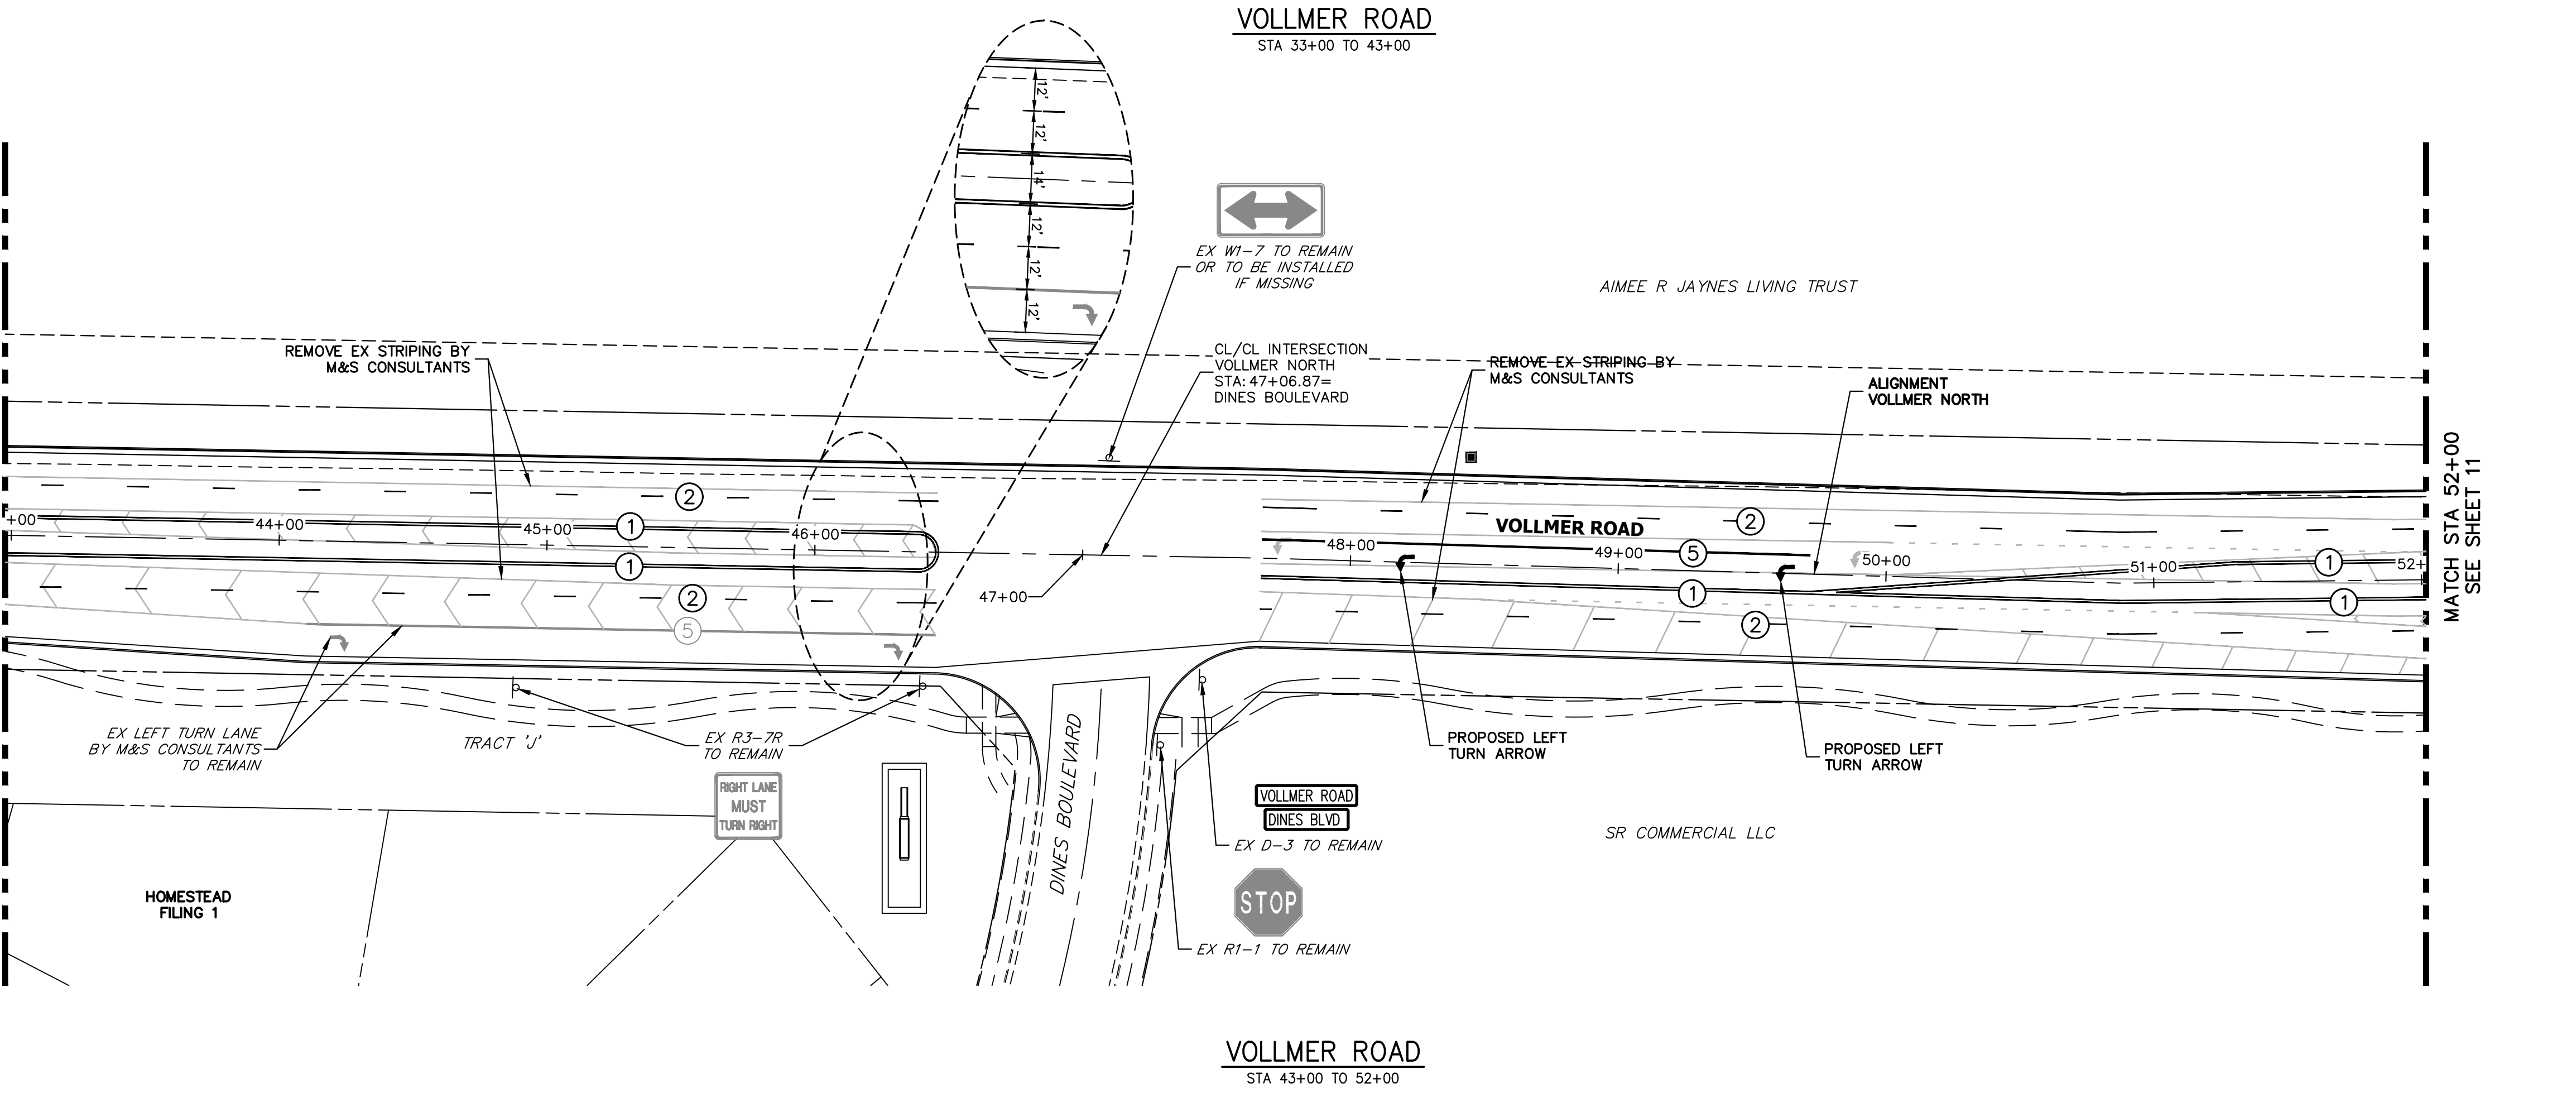 VOLLMER ROAD
STA 33+00 TO 43+00
12'
12'
14'
12'
12'
12'
EX W1-7 TO REMAIN
OR TO BE INSTALLED
IF MISSING
AIMEE R JAYNES LIVING TRUST
REMOVE EX STRIPING BY
M&S CONSULTANTS
CL/CL INTERSECTION
VOLLMER NORTH
STA: 47+06.87=
DINES BOULEVARD
REMOVE EX STRIPING BY
M&S CONSULTANTS
ALIGNMENT
VOLLMER NORTH
MATCH STA 52+00
SEE SHEET 11
+00
44+00
45+00
46+00
47+00
48+00
49+00
50+00
51+00
52+
2
1
1
2
5
VOLLMER ROAD
2
5
1
2
1
1
EX LEFT TURN LANE
BY M&S CONSULTANTS
TO REMAIN
TRACT 'J'
EX R3-7R
TO REMAIN
RIGHT LANE
MUST
TURN RIGHT
DINES BOULEVARD
PROPOSED LEFT
TURN ARROW
PROPOSED LEFT
TURN ARROW
VOLLMER ROAD
DINES BLVD
EX D-3 TO REMAIN
STOP
EX R1-1 TO REMAIN
SR COMMERCIAL LLC
HOMESTEAD
FILING 1
VOLLMER ROAD
STA 43+00 TO 52+00